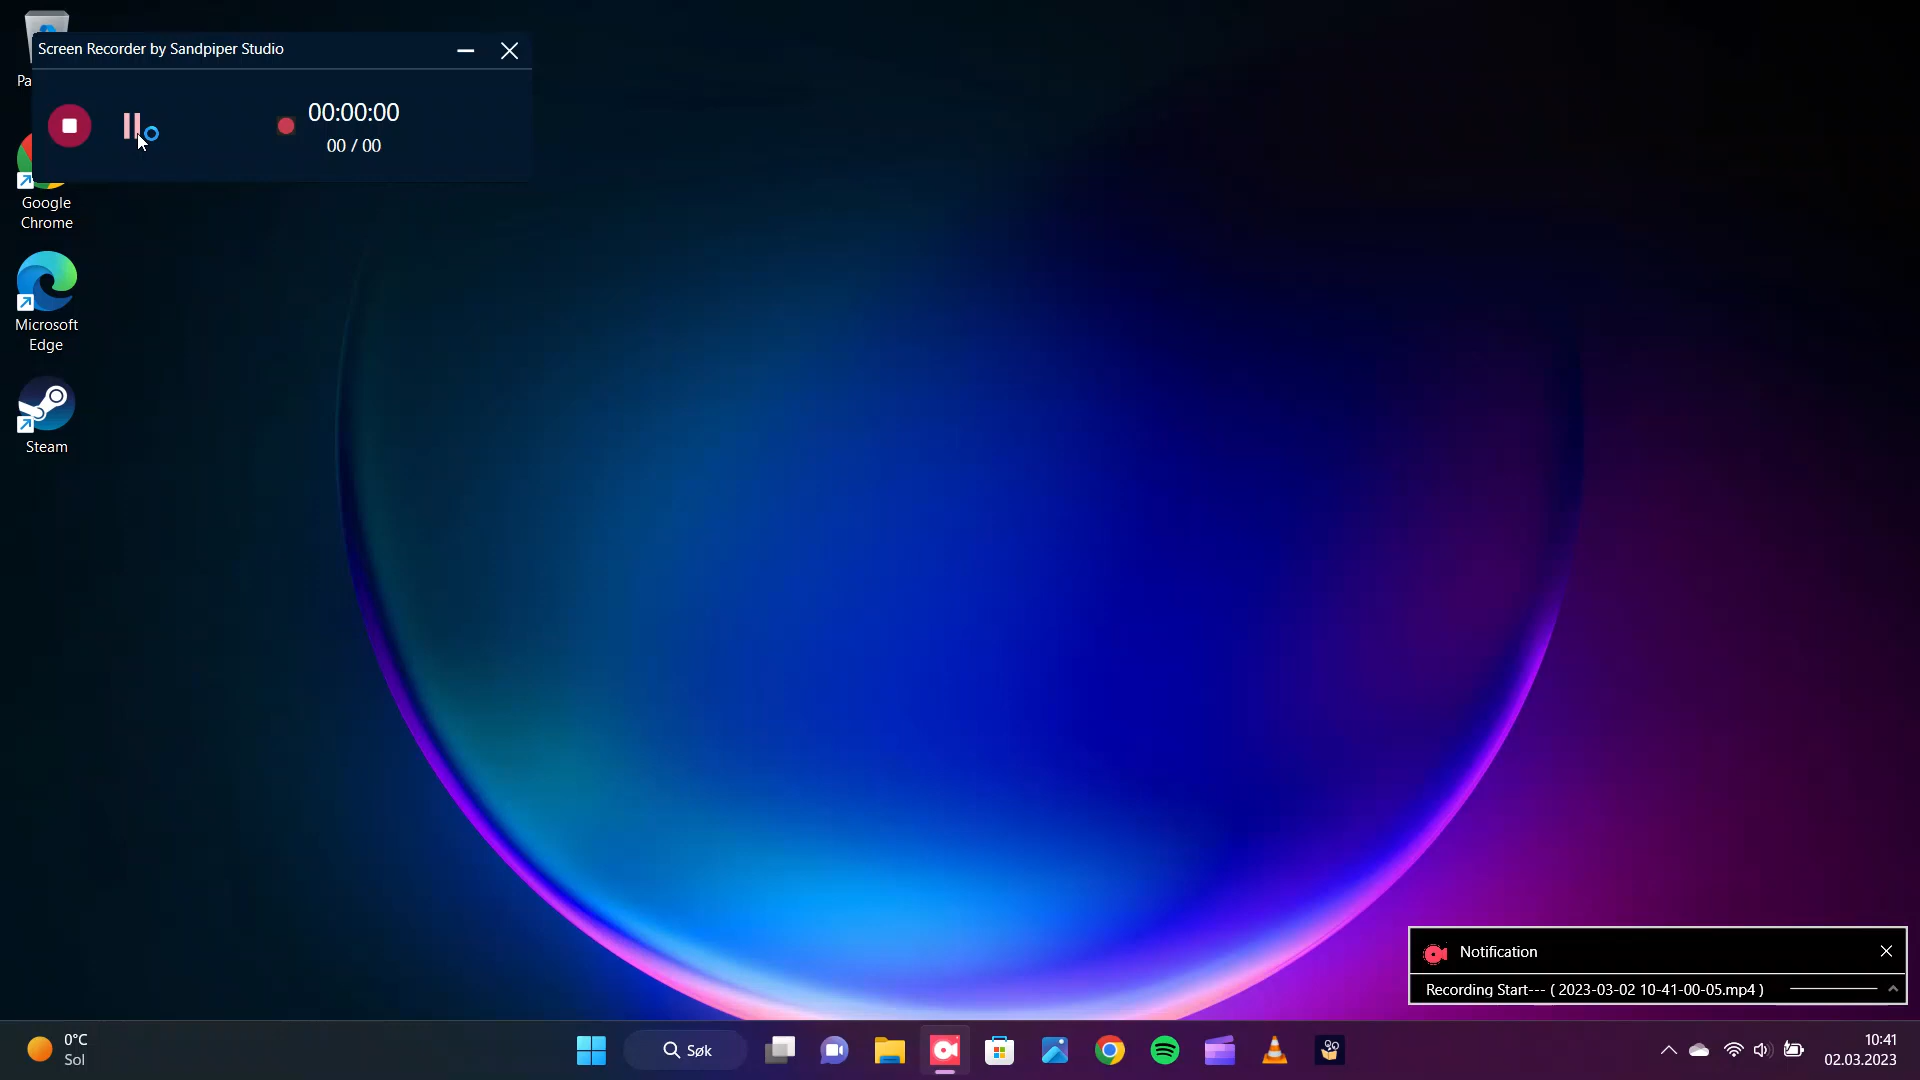 Screen Recorder by Sandpiper Studio
00:00:00
00 / 00
Pa
Google
Chrome
Microsoft
Edge
Steam
Notification
Recording Start--- ( 2023-03-02 10-41-00-05.mp4 )
0°C
Sol
Søk
10:41
02.03.2023